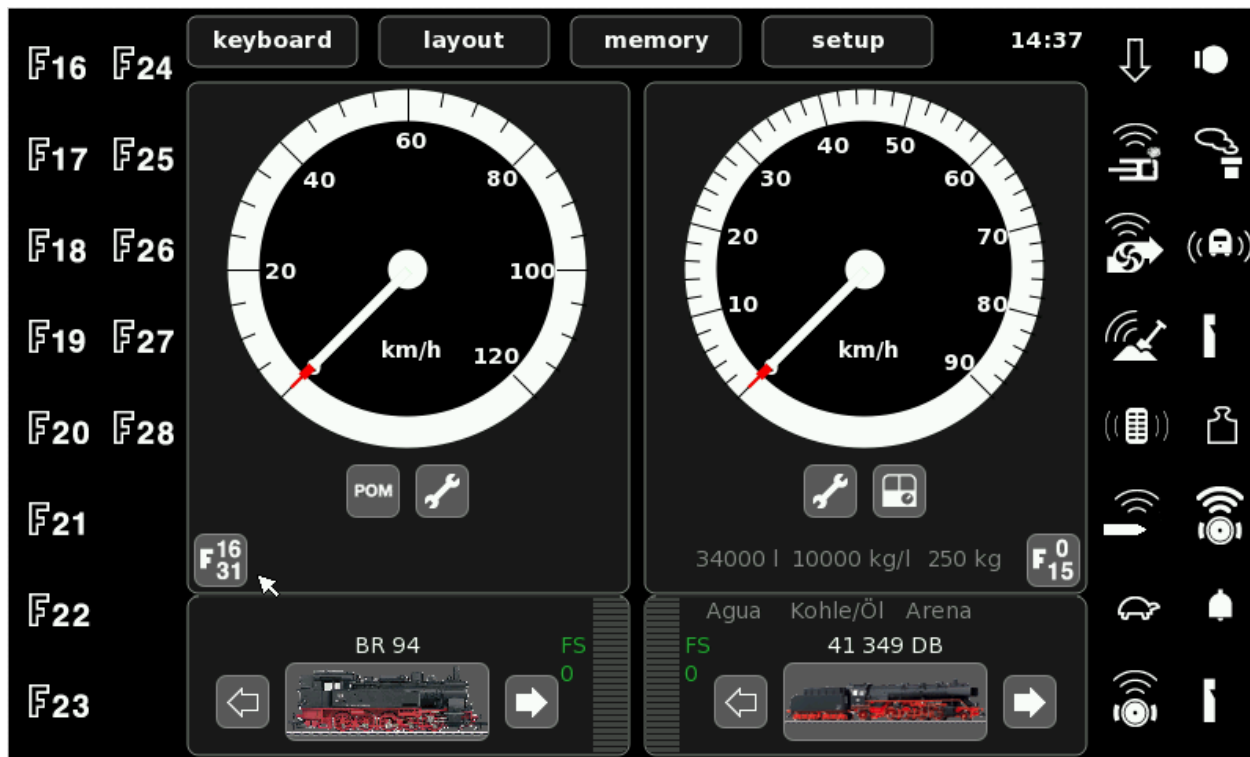 keyboard layout memory setup 14:37
F16 F24
F17 F25
F18 F26
F19 F27
F20 F28
F21
F22
F23
60
40 80
20 100
120
km/h
POM
F 16 31
40 50
30 60
20 70
10 80
90
km/h
34000 l 10000 kg/l 250 kg
F 0 15
BR 94
FS
0
Agua Kohle/Öl Arena
41 349 DB
FS
0